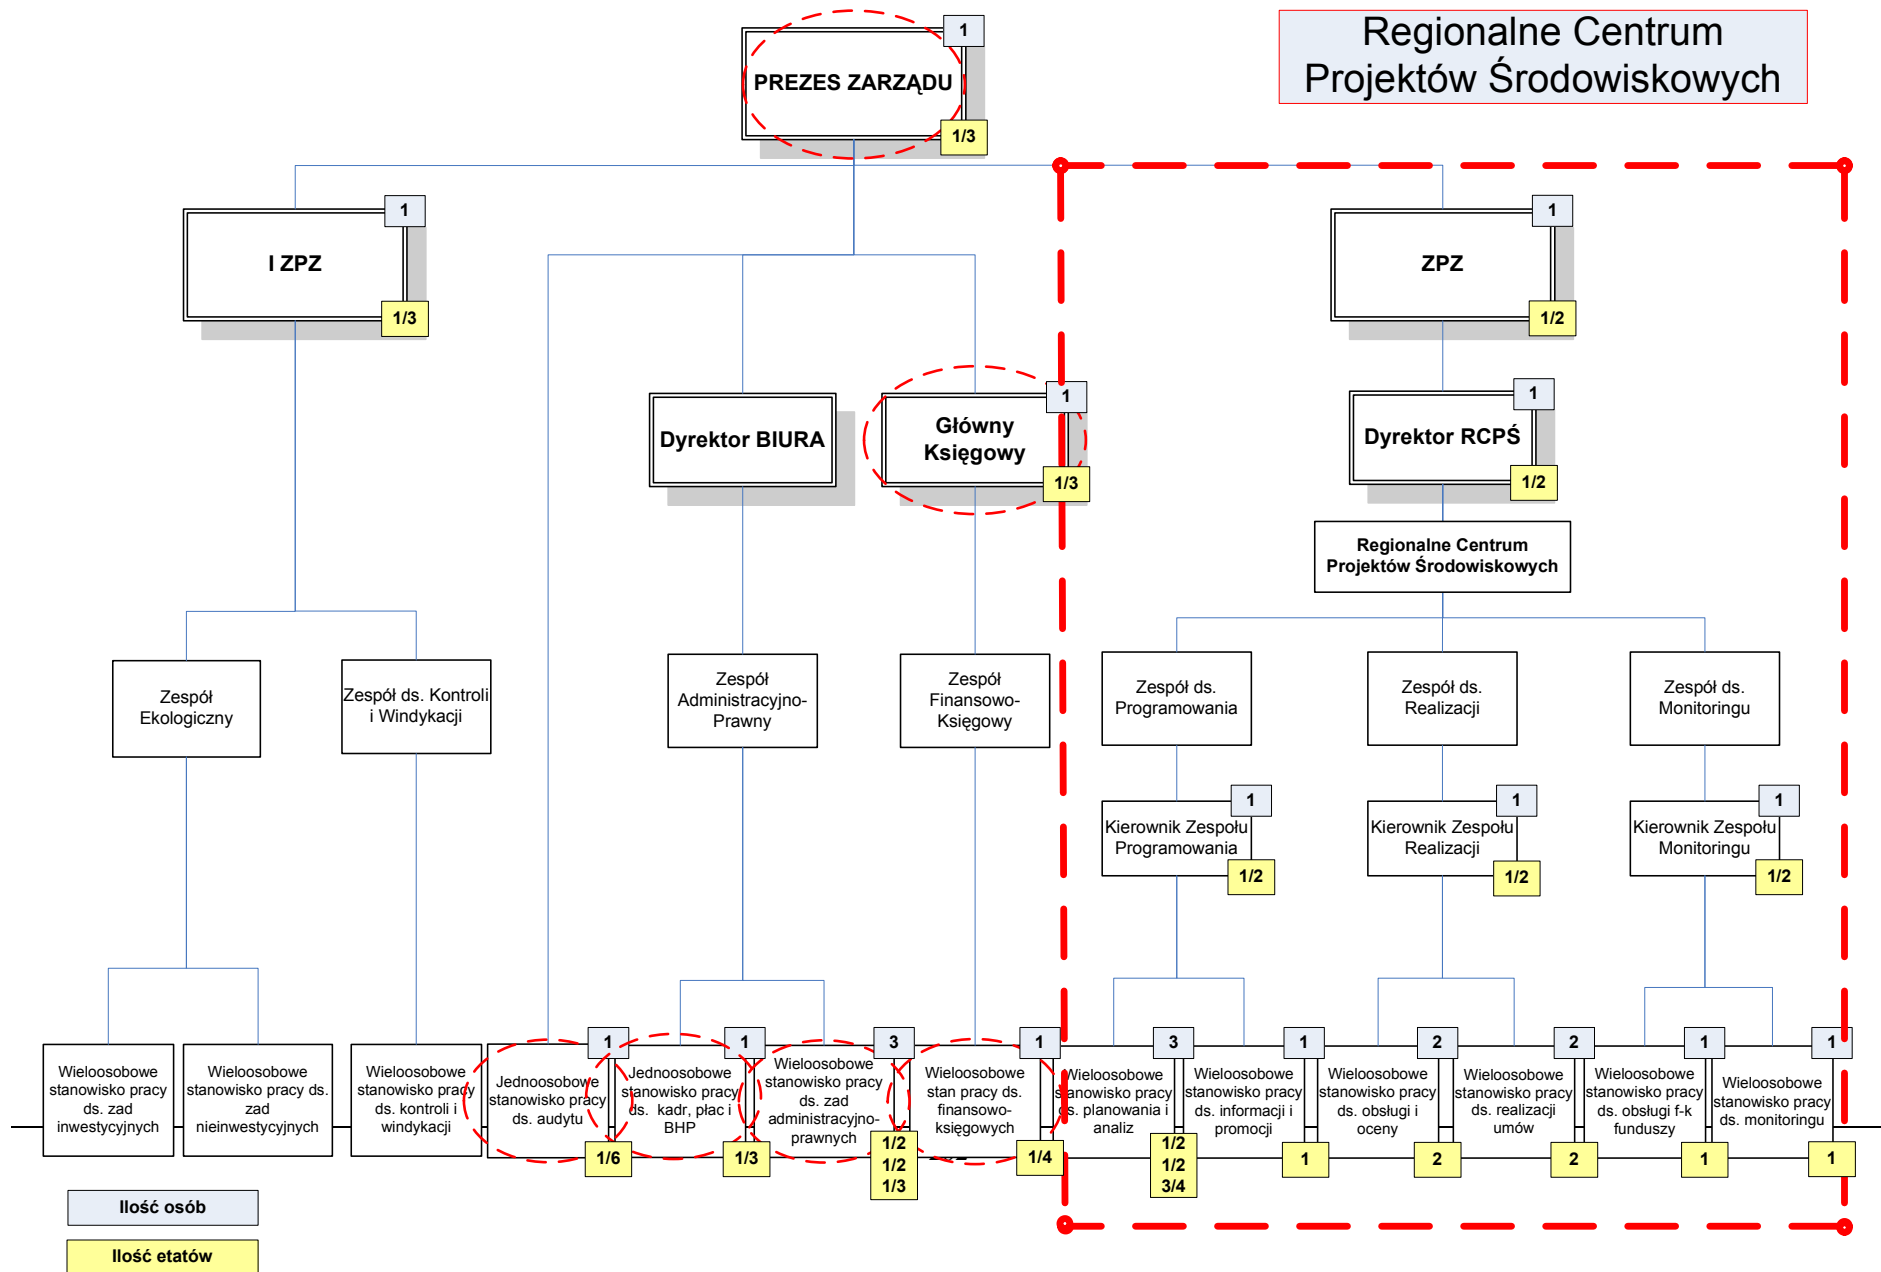 Regionalne Centrum
Projektów Środowiskowych
1
PREZES ZARZĄDU
1/3
1
I ZPZ
1/3
1
ZPZ
1/2
Dyrektor BIURA
1
Główny
Księgowy
1/3
1
Dyrektor RCPŚ
1/2
Regionalne Centrum
Projektów Środowiskowych
Zespół
Ekologiczny
Zespół ds. Kontroli
i Windykacji
Zespół
Administracyjno-
Prawny
Zespół
Finansowo-
Księgowy
Zespół ds.
Programowania
Zespół ds.
Realizacji
Zespół ds.
Monitoringu
1
Kierownik Zespołu
Programowania
1/2
1
Kierownik Zespołu
Realizacji
1/2
1
Kierownik Zespołu
Monitoringu
1/2
Wieloosobowe
stanowisko pracy
ds. zad
inwestycyjnych
Wieloosobowe
stanowisko pracy ds.
zad
nieinwestycyjnych
Wieloosobowe
stanowisko pracy
ds. kontroli i
windykacji
1
Jednoosobowe
stanowisko pracy
ds. audytu
1/6
1
Jednoosobowe
stanowisko pracy
ds. kadr, płac i
BHP
1/3
3
Wieloosobowe
stanowisko pracy
ds. zad
administracyjno-
prawnych
1/2
1/2
1/3
1
Wieloosobowe
stan pracy ds.
finansowo-
księgowych
1/4
3
Wieloosobowe
stanowisko pracy
ds. planowania i
analiz
1/2
1/2
3/4
1
Wieloosobowe
stanowisko pracy
ds. informacji i
promocji
1
2
Wieloosobowe
stanowisko pracy
ds. obsługi i
oceny
2
2
Wieloosobowe
stanowisko pracy
ds. realizacji
umów
2
1
Wieloosobowe
stanowisko pracy
ds. obsługi f-k
funduszy
1
1
Wieloosobowe
stanowisko pracy
ds. monitoringu
1
Ilość osób
Ilość etatów